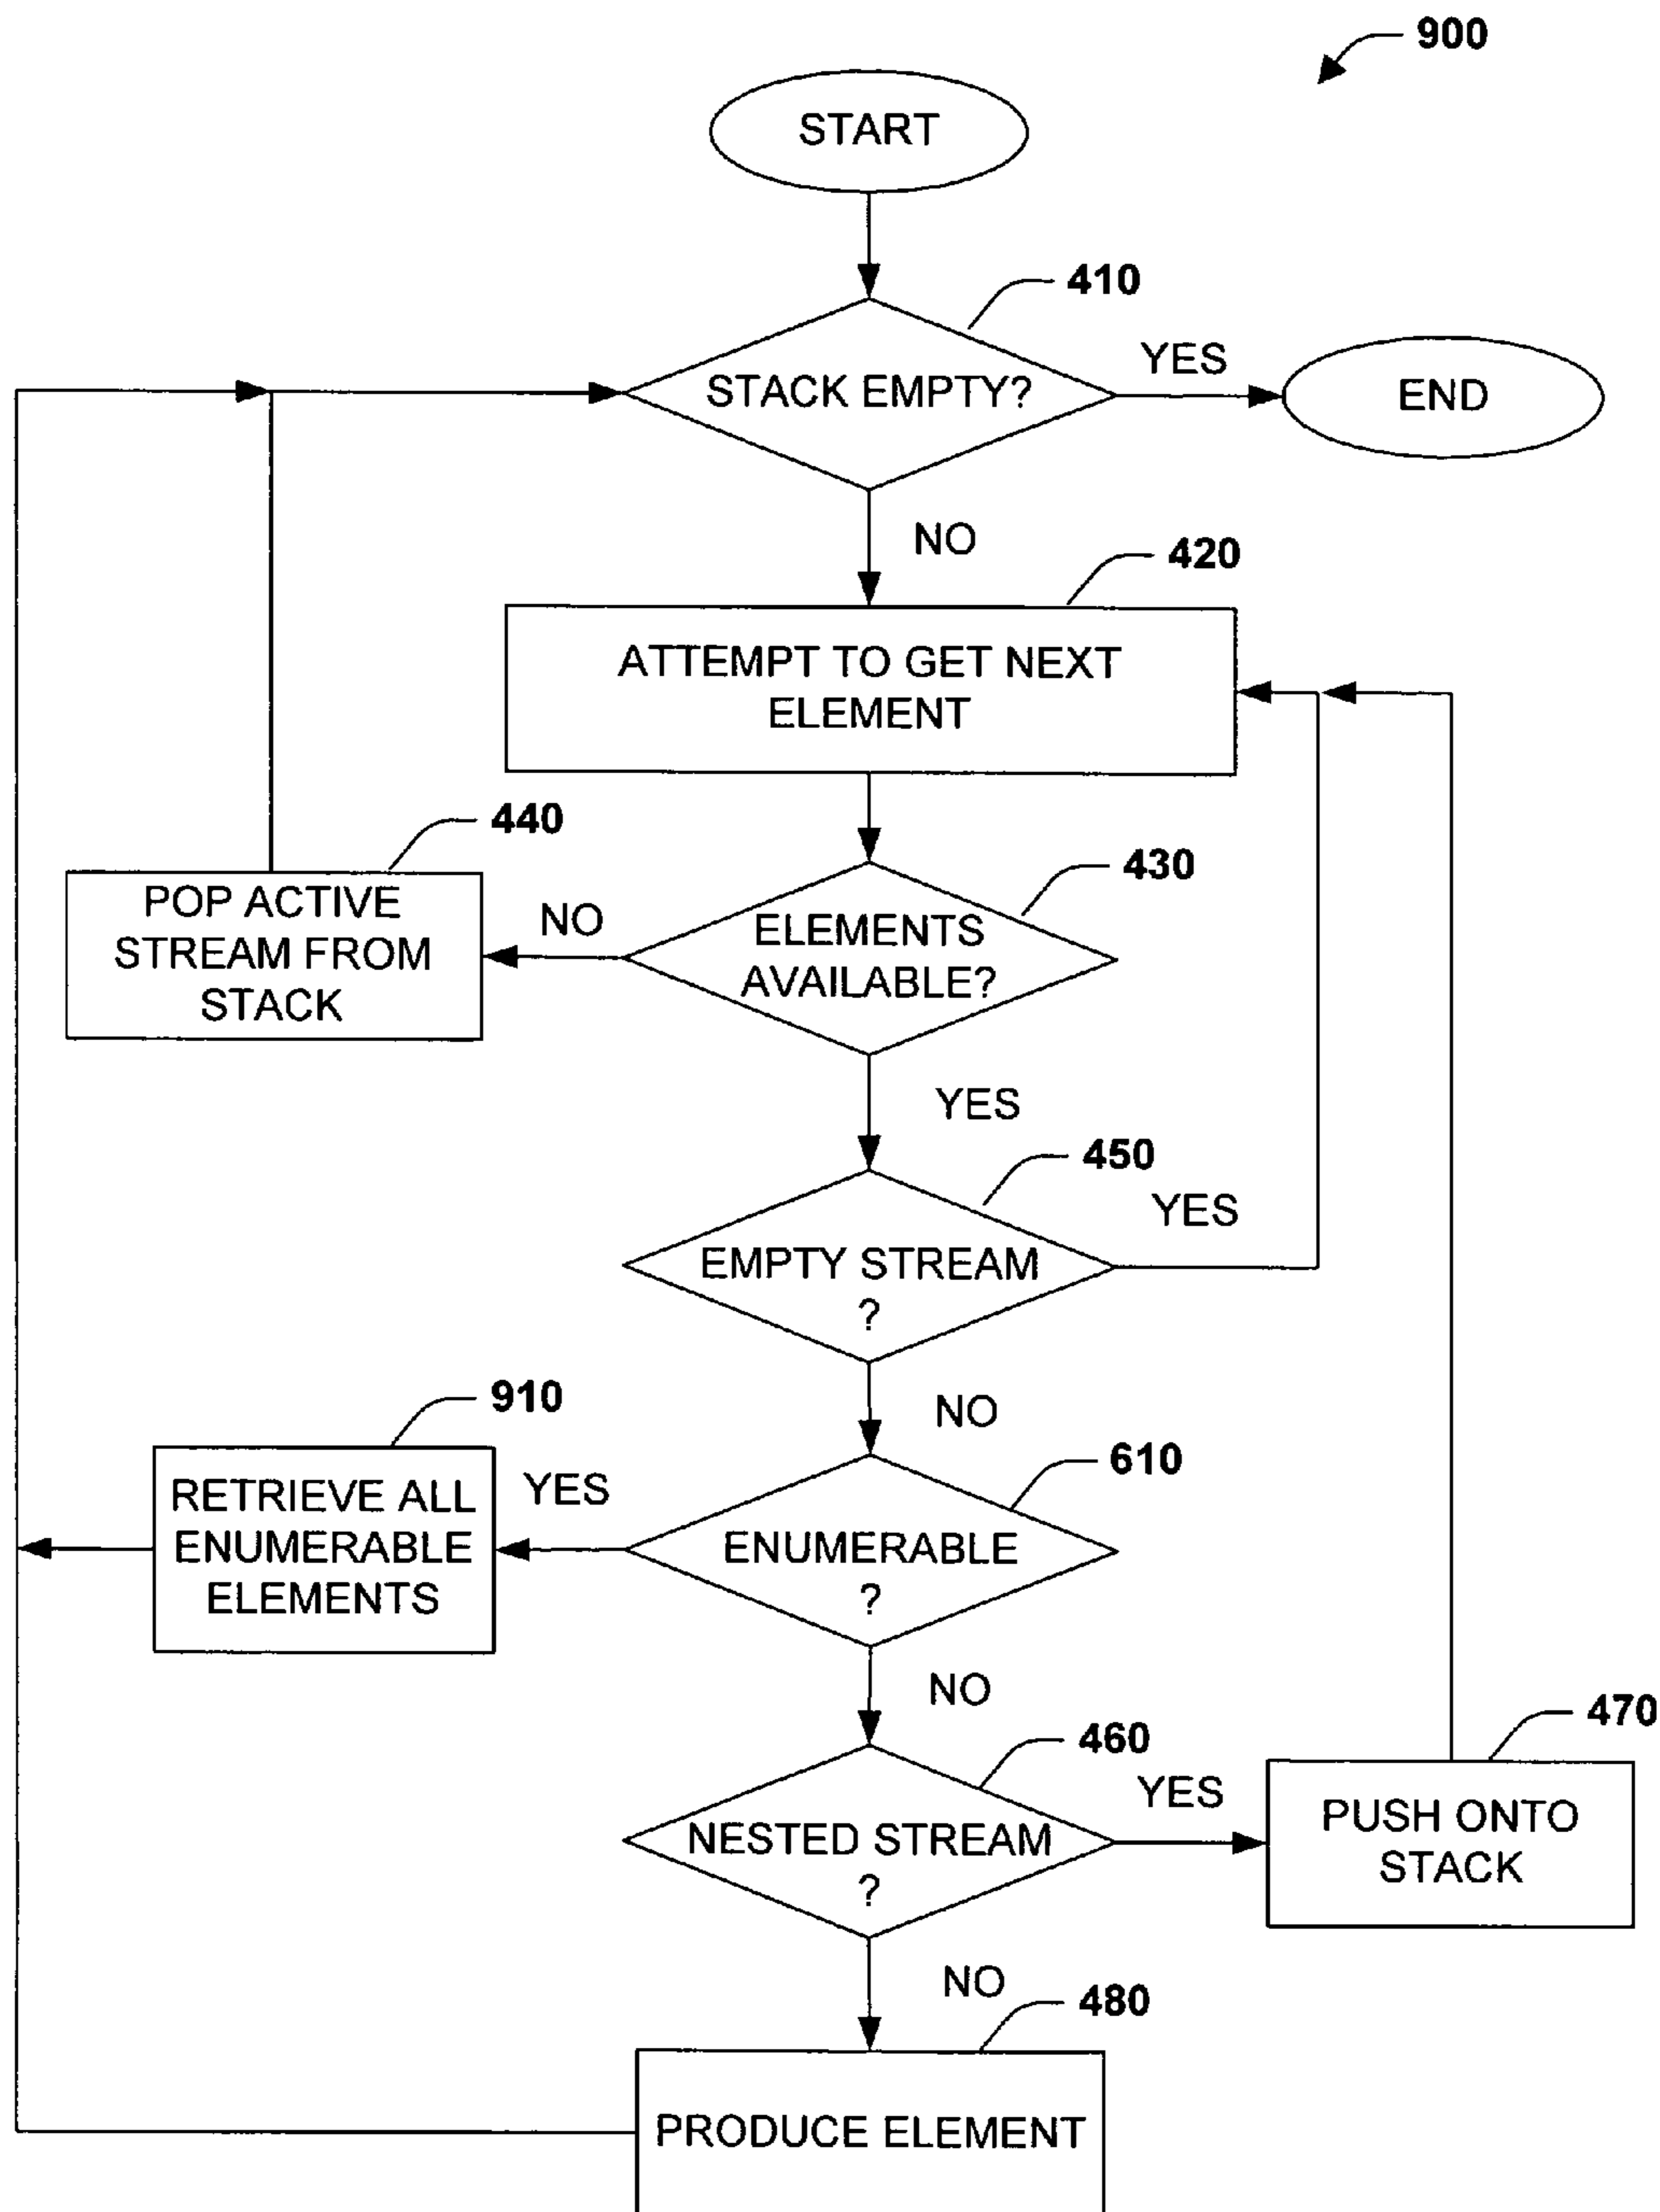 900
START
410
STACK EMPTY?
YES
END
NO
420
ATTEMPT TO GET NEXT
ELEMENT
440
430
POP ACTIVE
STREAM FROM
STACK
NO
ELEMENTS
AVAILABLE?
YES
450
YES
EMPTY STREAM
?
910
NO
610
RETRIEVE ALL
ENUMERABLE
ELEMENTS
YES
ENUMERABLE
?
NO
460
470
YES
NESTED STREAM
?
PUSH ONTO
STACK
NO
480
PRODUCE ELEMENT